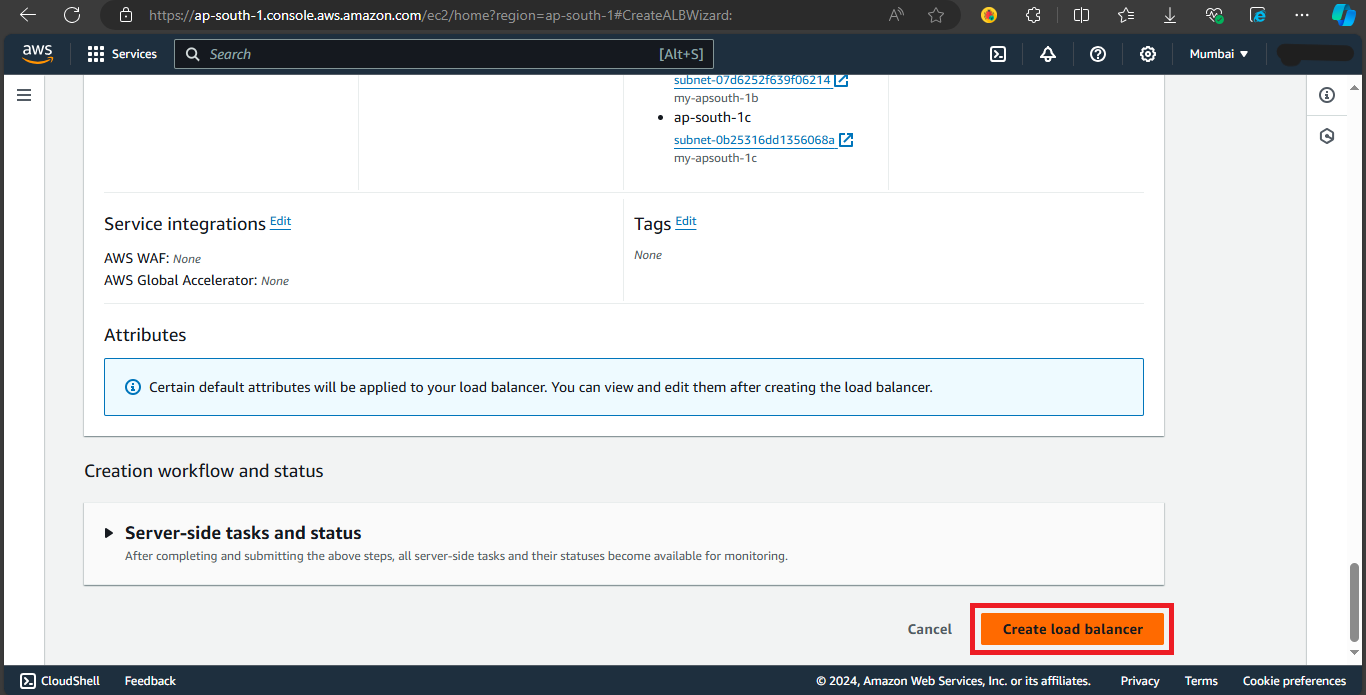 https://ap-south-1.console.aws.amazon.com/ec2/home?region=ap-south-1#CreateALBWizard:
aws
Services
Search
[Alt+S]
Mumbai
subnet-07d6252f639f06214
my-apsouth-1b
ap-south-1c
subnet-0b25316dd1356068a
my-apsouth-1c
Service integrations Edit
AWS WAF: None
AWS Global Accelerator: None
Tags Edit
None
Attributes
Certain default attributes will be applied to your load balancer. You can view and edit them after creating the load balancer.
Creation workflow and status
Server-side tasks and status
After completing and submitting the above steps, all server-side tasks and their statuses become available for monitoring.
Cancel
Create load balancer
CloudShell
Feedback
© 2024, Amazon Web Services, Inc. or its affiliates.
Privacy
Terms
Cookie preferences